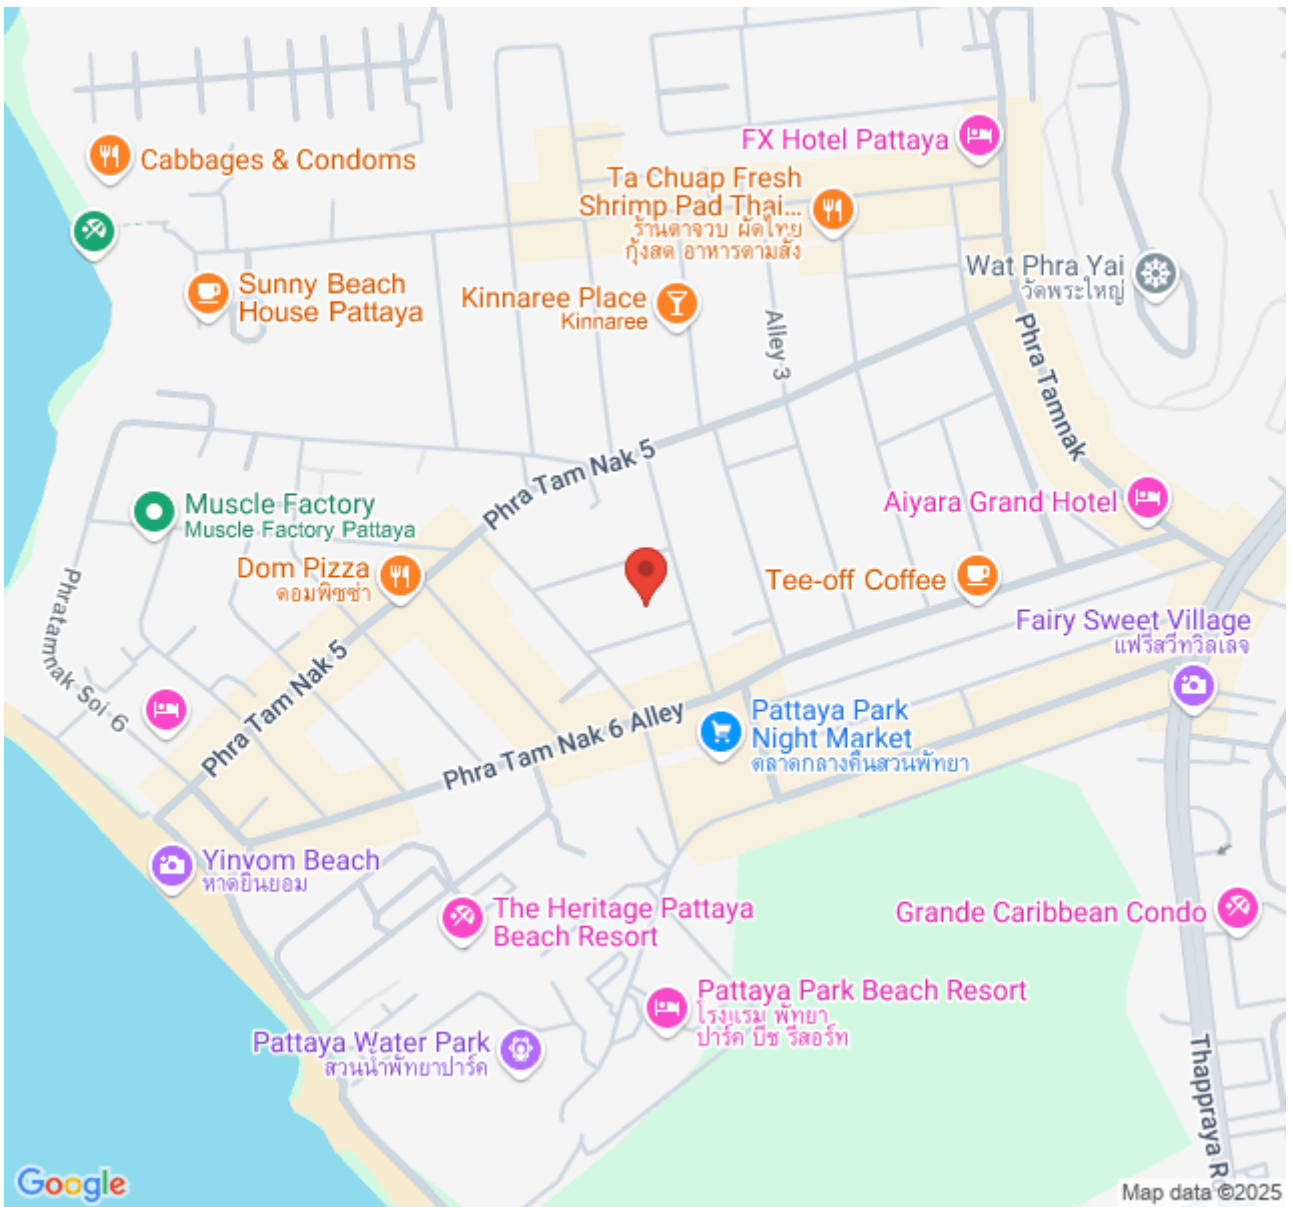 FX Hotel Pattaya
Cabbages & Condoms
Ta Chuap Fresh
Shrimp Pad Thai...
ร้านตาจวบ ผัดไทย
กุ้งสด อาหารตามสั่ง
Wat Phra Yai
วัดพระใหญ่
Sunny Beach
House Pattaya
Kinnaree Place
Kinnaree
Alley 3
Phra Tamnak
Phra Tam Nak 5
Muscle Factory
Muscle Factory Pattaya
Aiyara Grand Hotel
Dom Pizza
ดอมพิซซ่า
Tee-off Coffee
Phratamnak Soi 6
Fairy Sweet Village
แฟรี่สวีทวิลเลจ
Phra Tam Nak 5
Phra Tam Nak 6 Alley
Pattaya Park
Night Market
ตลาดกลางคืนสวนพัทยา
Yinvom Beach
หาดยินยอม
The Heritage Pattaya
Beach Resort
Grande Caribbean Condo
Pattaya Park Beach Resort
โรงแรม พัทยา
ปาร์ค บีช รีสอร์ท
Pattaya Water Park
สวนน้ำพัทยาปาร์ค
Thappraya R
Google
Map data ©2025